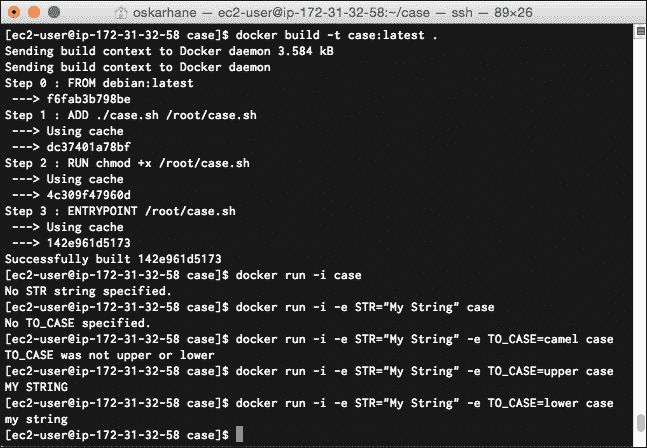 oskarhane — ec2-user@ip-172-31-32-58:~/case — ssh — 89×26
[ec2-user@ip-172-31-32-58 case]$ docker build -t case:latest .
Sending build context to Docker daemon 3.584 kB
Sending build context to Docker daemon
Step 0 : FROM debian:latest
---> f6fab3b798be
Step 1 : ADD ./case.sh /root/case.sh
---> Using cache
---> dc37401a78bf
Step 2 : RUN chmod +x /root/case.sh
---> Using cache
---> 4c309f47960d
Step 3 : ENTRYPOINT /root/case.sh
---> Using cache
---> 142e961d5173
Successfully built 142e961d5173
[ec2-user@ip-172-31-32-58 case]$ docker run -i case
No STR string specified.
[ec2-user@ip-172-31-32-58 case]$ docker run -i -e STR="My String" case
No TO_CASE specified.
[ec2-user@ip-172-31-32-58 case]$ docker run -i -e STR="My String" -e TO_CASE=camel case
TO_CASE was not upper or lower
[ec2-user@ip-172-31-32-58 case]$ docker run -i -e STR="My String" -e TO_CASE=upper case
MY STRING
[ec2-user@ip-172-31-32-58 case]$ docker run -i -e STR="My String" -e TO_CASE=lower case
my string
[ec2-user@ip-172-31-32-58 case]$